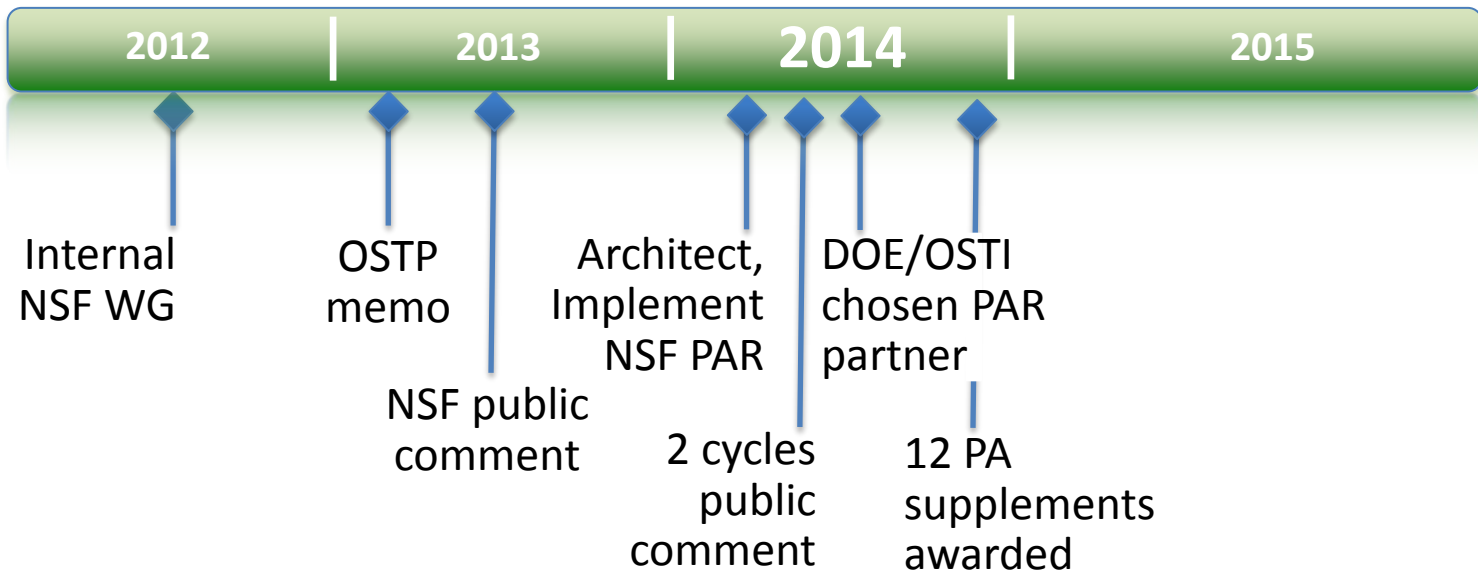 2012
2013
2014
2015
Internal
NSF WG
OSTP
memo
NSF public
comment
Architect,
Implement
NSF PAR
2 cycles
public
comment
DOE/OSTI
chosen PAR
partner
12 PA
supplements
awarded